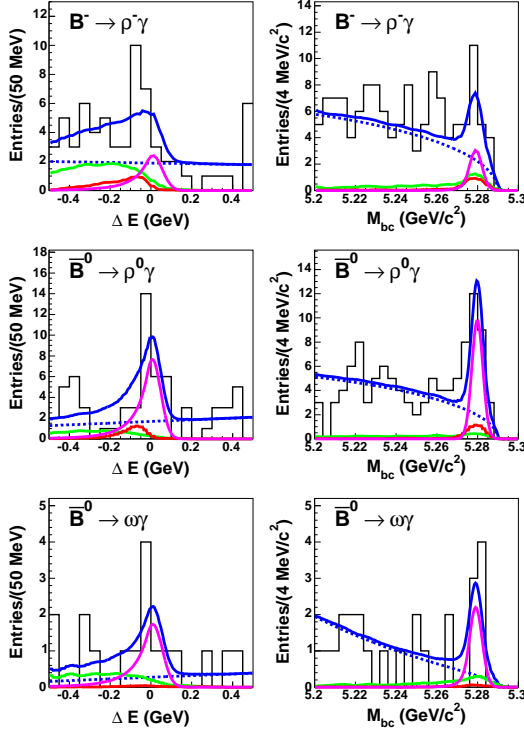 B⁻ → ρ⁻γ
Entries/(50 MeV)
12
10
8
6
4
2
0
-0.4 -0.2 0 0.2 0.4
Δ E (GeV)
B⁻ → ρ⁻γ
Entries/(4 MeV/c²)
14
12
10
8
6
4
2
0
5.2 5.22 5.24 5.26 5.28 5.3
M_bc (GeV/c²)
B̅⁰ → ρ⁰γ
Entries/(50 MeV)
18
16
14
12
10
8
6
4
2
0
-0.4 -0.2 0 0.2 0.4
Δ E (GeV)
B̅⁰ → ρ⁰γ
Entries/(4 MeV/c²)
16
14
12
10
8
6
4
2
0
5.2 5.22 5.24 5.26 5.28 5.3
M_bc (GeV/c²)
B̅⁰ → ωγ
Entries/(50 MeV)
5
4
3
2
1
0
-0.4 -0.2 0 0.2 0.4
Δ E (GeV)
B̅⁰ → ωγ
Entries/(4 MeV/c²)
5
4
3
2
1
0
5.2 5.22 5.24 5.26 5.28 5.3
M_bc (GeV/c²)